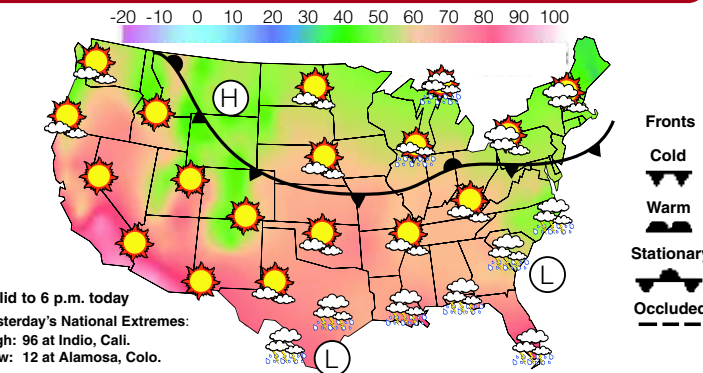 -20 -10 0 10 20 30 40 50 60 70 80 90 100
H
Fronts
Cold
Warm
Stationary
L
Occluded
lid to 6 p.m. today
sterday's National Extremes:
gh: 96 at Indio, Cali.
w: 12 at Alamosa, Colo.
L